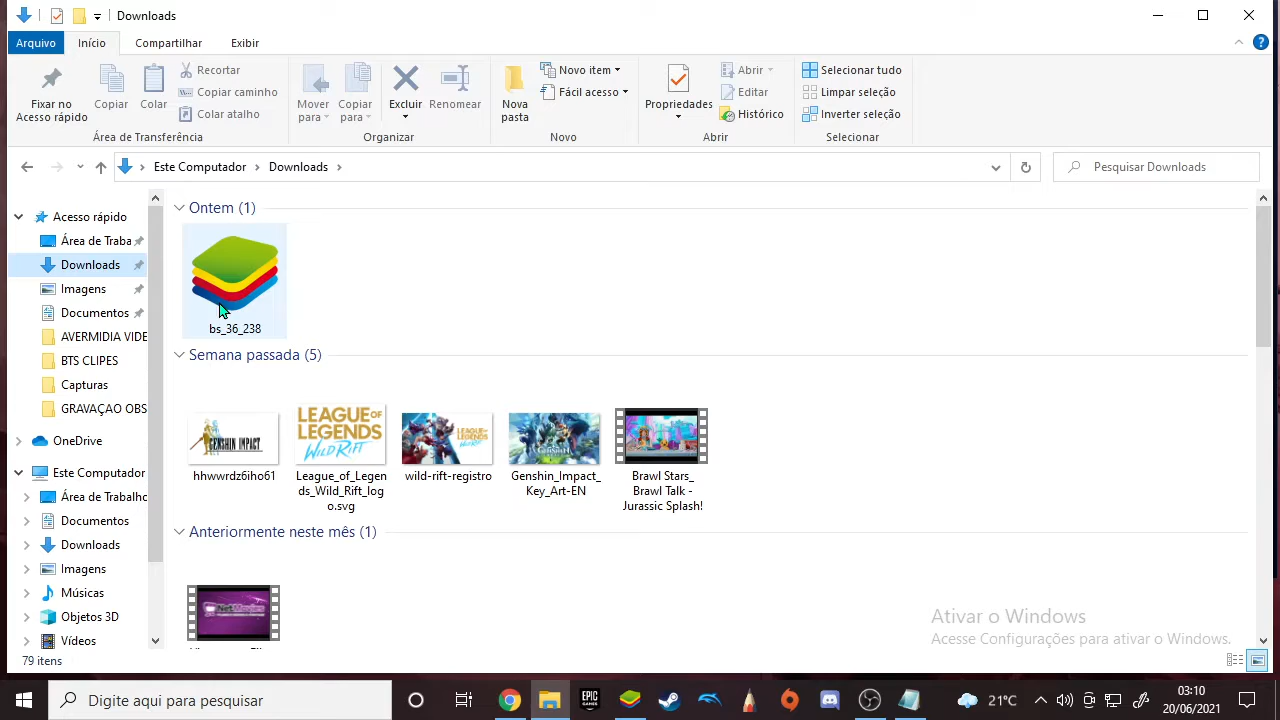 Downloads
Arquivo
Início
Compartilhar
Exibir
Fixar no
Acesso rápido
Copiar
Colar
Recortar
Copiar caminho
Colar atalho
Área de Transferência
Mover
para
Copiar
para
Excluir
Renomear
Organizar
Nova
pasta
Novo item
Fácil acesso
Novo
Propriedades
Abrir
Editar
Histórico
Abrir
Selecionar tudo
Limpar seleção
Inverter seleção
Selecionar
Este Computador
Downloads
Pesquisar Downloads
Acesso rápido
Área de Traba
Downloads
Imagens
Documentos
AVERMIDIA VIDE
BTS CLIPES
Capturas
GRAVAÇAO OBS
OneDrive
Este Computador
Área de Trabalho
Documentos
Downloads
Imagens
Músicas
Objetos 3D
Vídeos
Ontem (1)
bs_36_238
Semana passada (5)
GENSHIN IMPACT
hhwwrdz6iho61
LEAGUE OF
LEGENDS
WILD RIFT
League_of_Legen
ds_Wild_Rift_log
o.svg
wild-rift-registro
Genshin_Impact_
Key_Art-EN
Brawl Stars_
Brawl Talk -
Jurassic Splash!
Anteriormente neste mês (1)
NetMovies
Ativar o Windows
Acesse Configurações para ativar o Windows.
79 itens
Digite aqui para pesquisar
EPIC
GAMES
21°C
03:10
20/06/2021